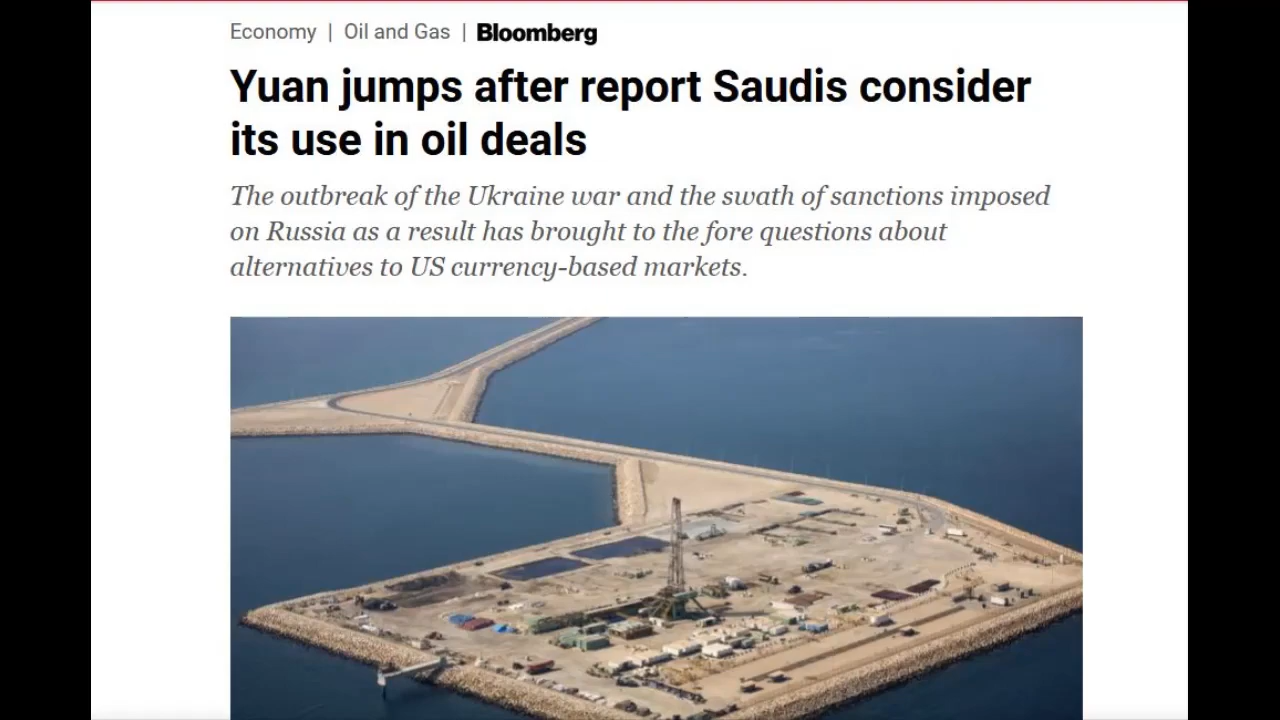 Economy | Oil and Gas | Bloomberg
Yuan jumps after report Saudis consider
its use in oil deals
The outbreak of the Ukraine war and the swath of sanctions imposed
on Russia as a result has brought to the fore questions about
alternatives to US currency-based markets.